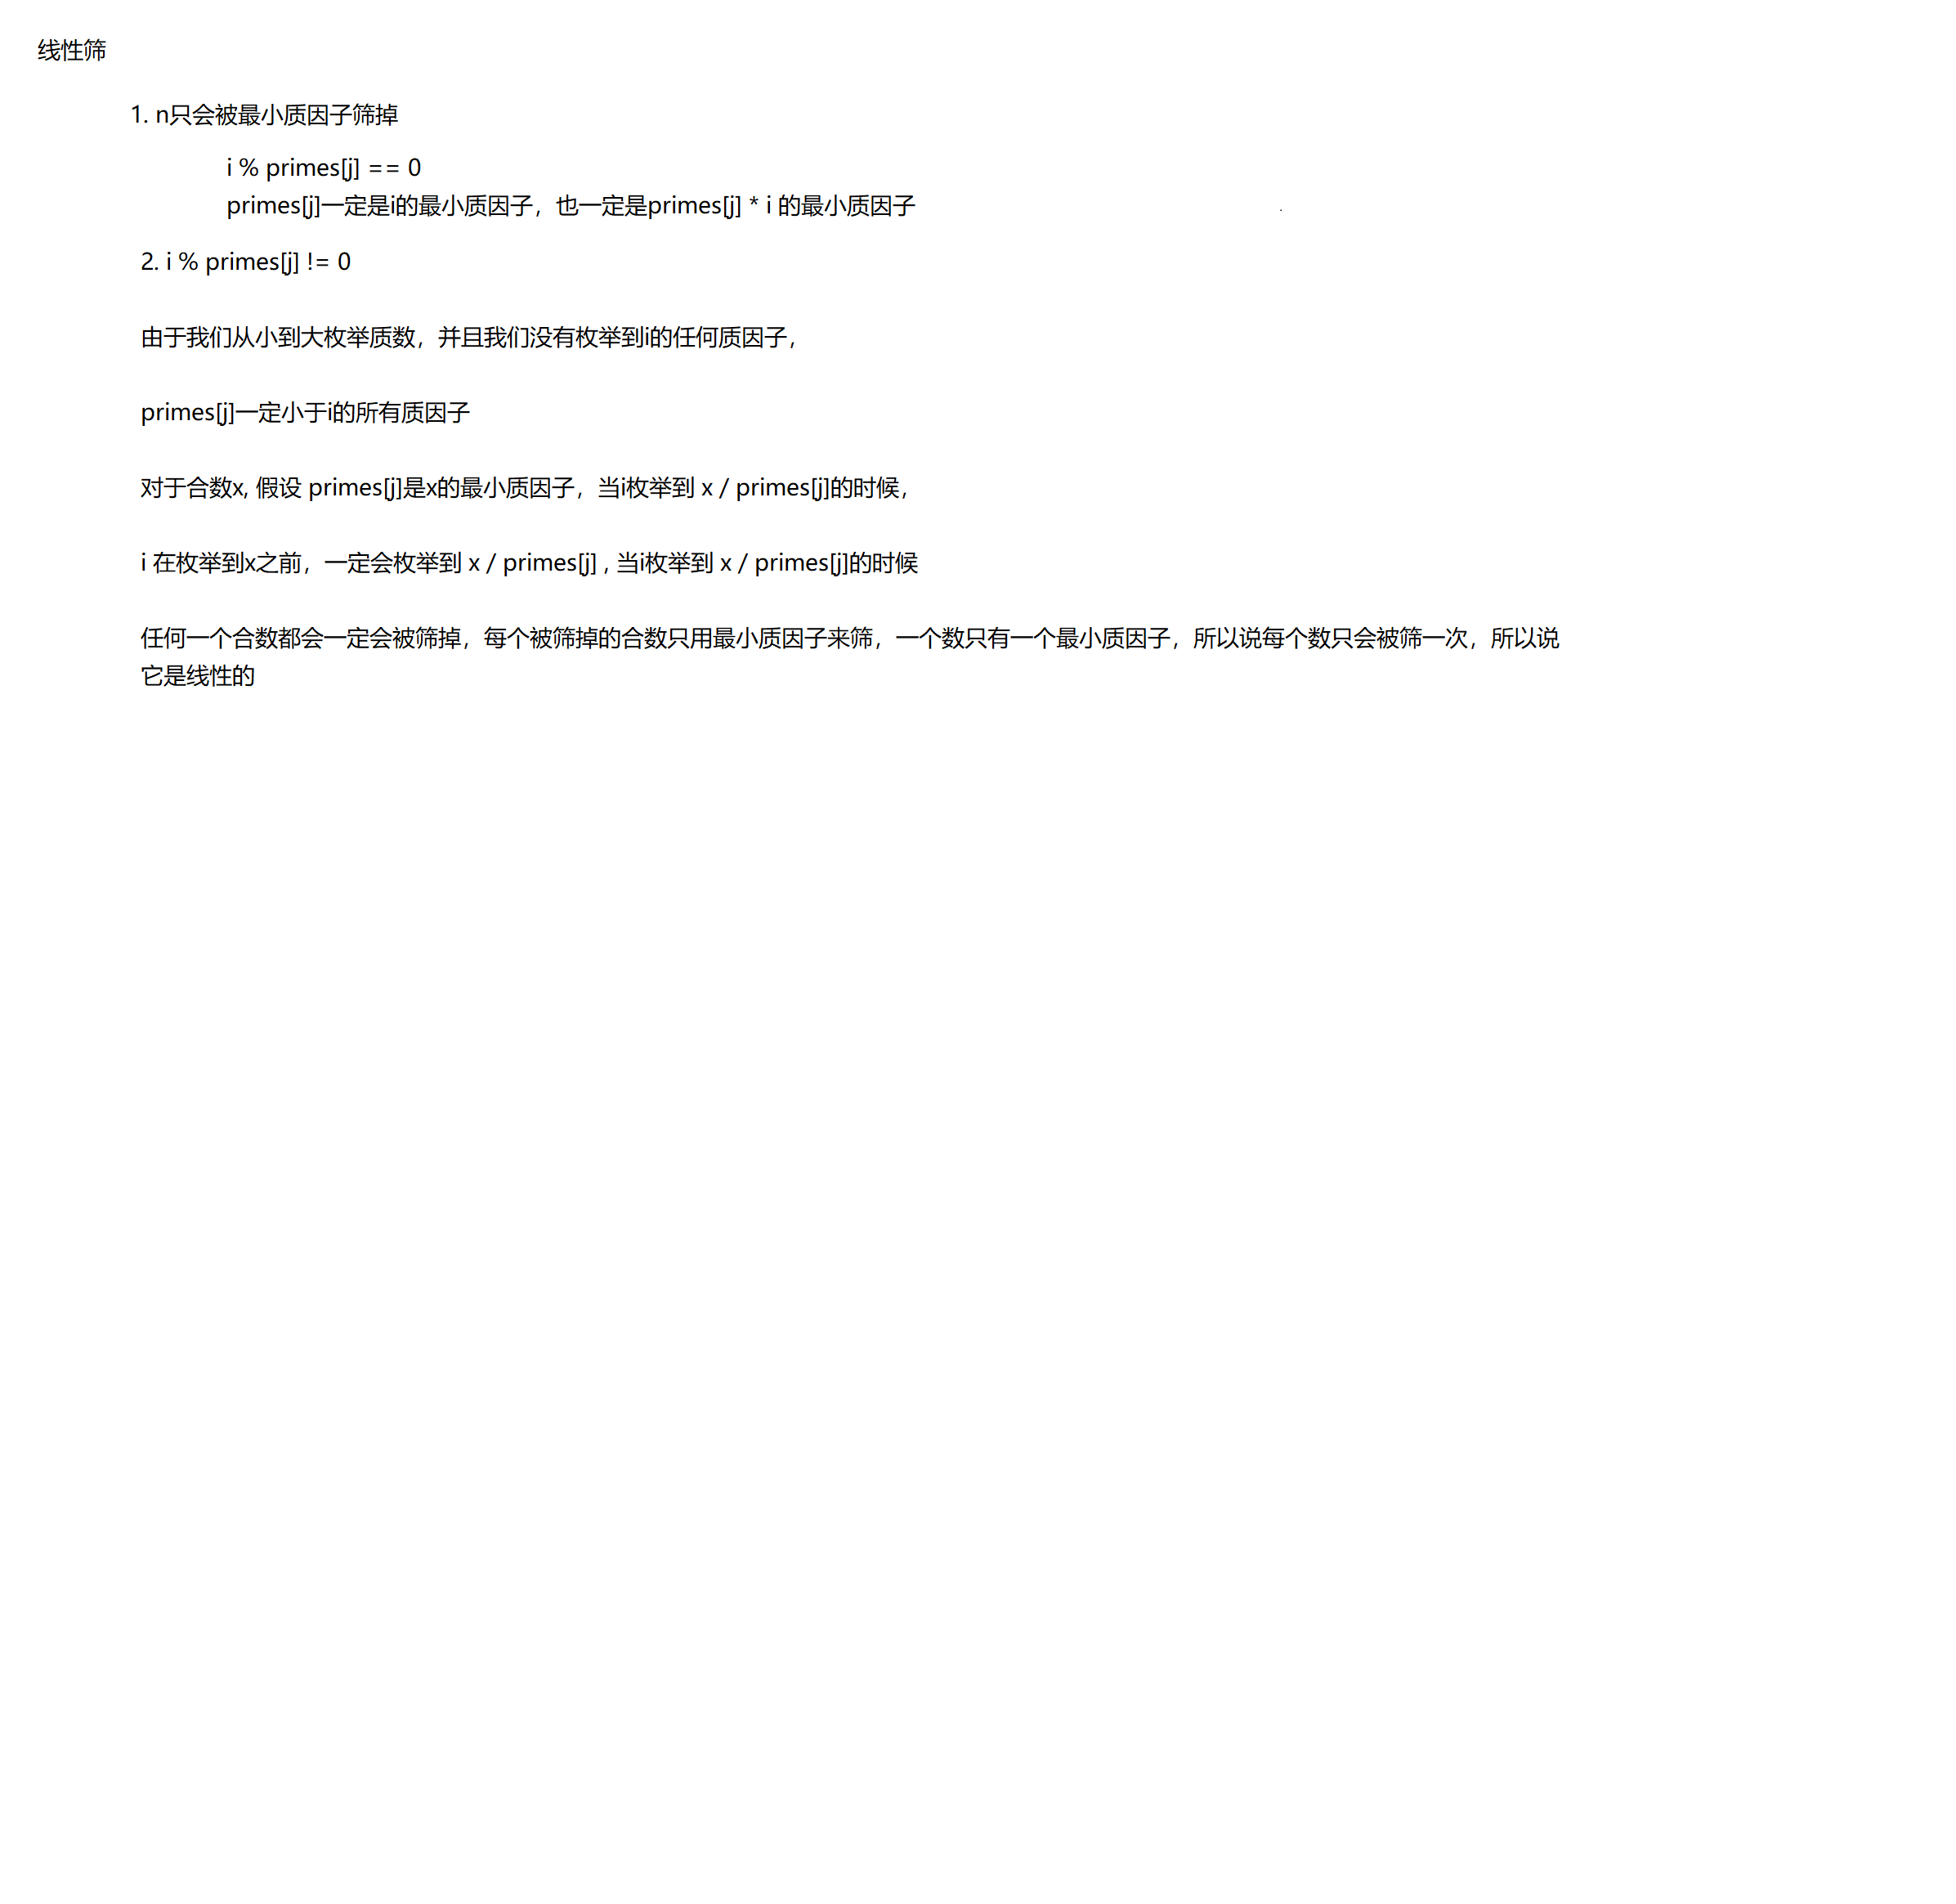 线性筛
1. n只会被最小质因子筛掉
i % primes[j] == 0
primes[j]一定是i的最小质因子，也一定是primes[j] * i 的最小质因子
2. i % primes[j] != 0
由于我们从小到大枚举质数，并且我们没有枚举到i的任何质因子，
primes[j]一定小于i的所有质因子
对于合数x, 假设 primes[j]是x的最小质因子，当i枚举到 x / primes[j]的时候，
i 在枚举到x之前，一定会枚举到 x / primes[j] , 当i枚举到 x / primes[j]的时候
任何一个合数都会一定会被筛掉，每个被筛掉的合数只用最小质因子来筛，一个数只有一个最小质因子，所以说每个数只会被筛一次，所以说
它是线性的